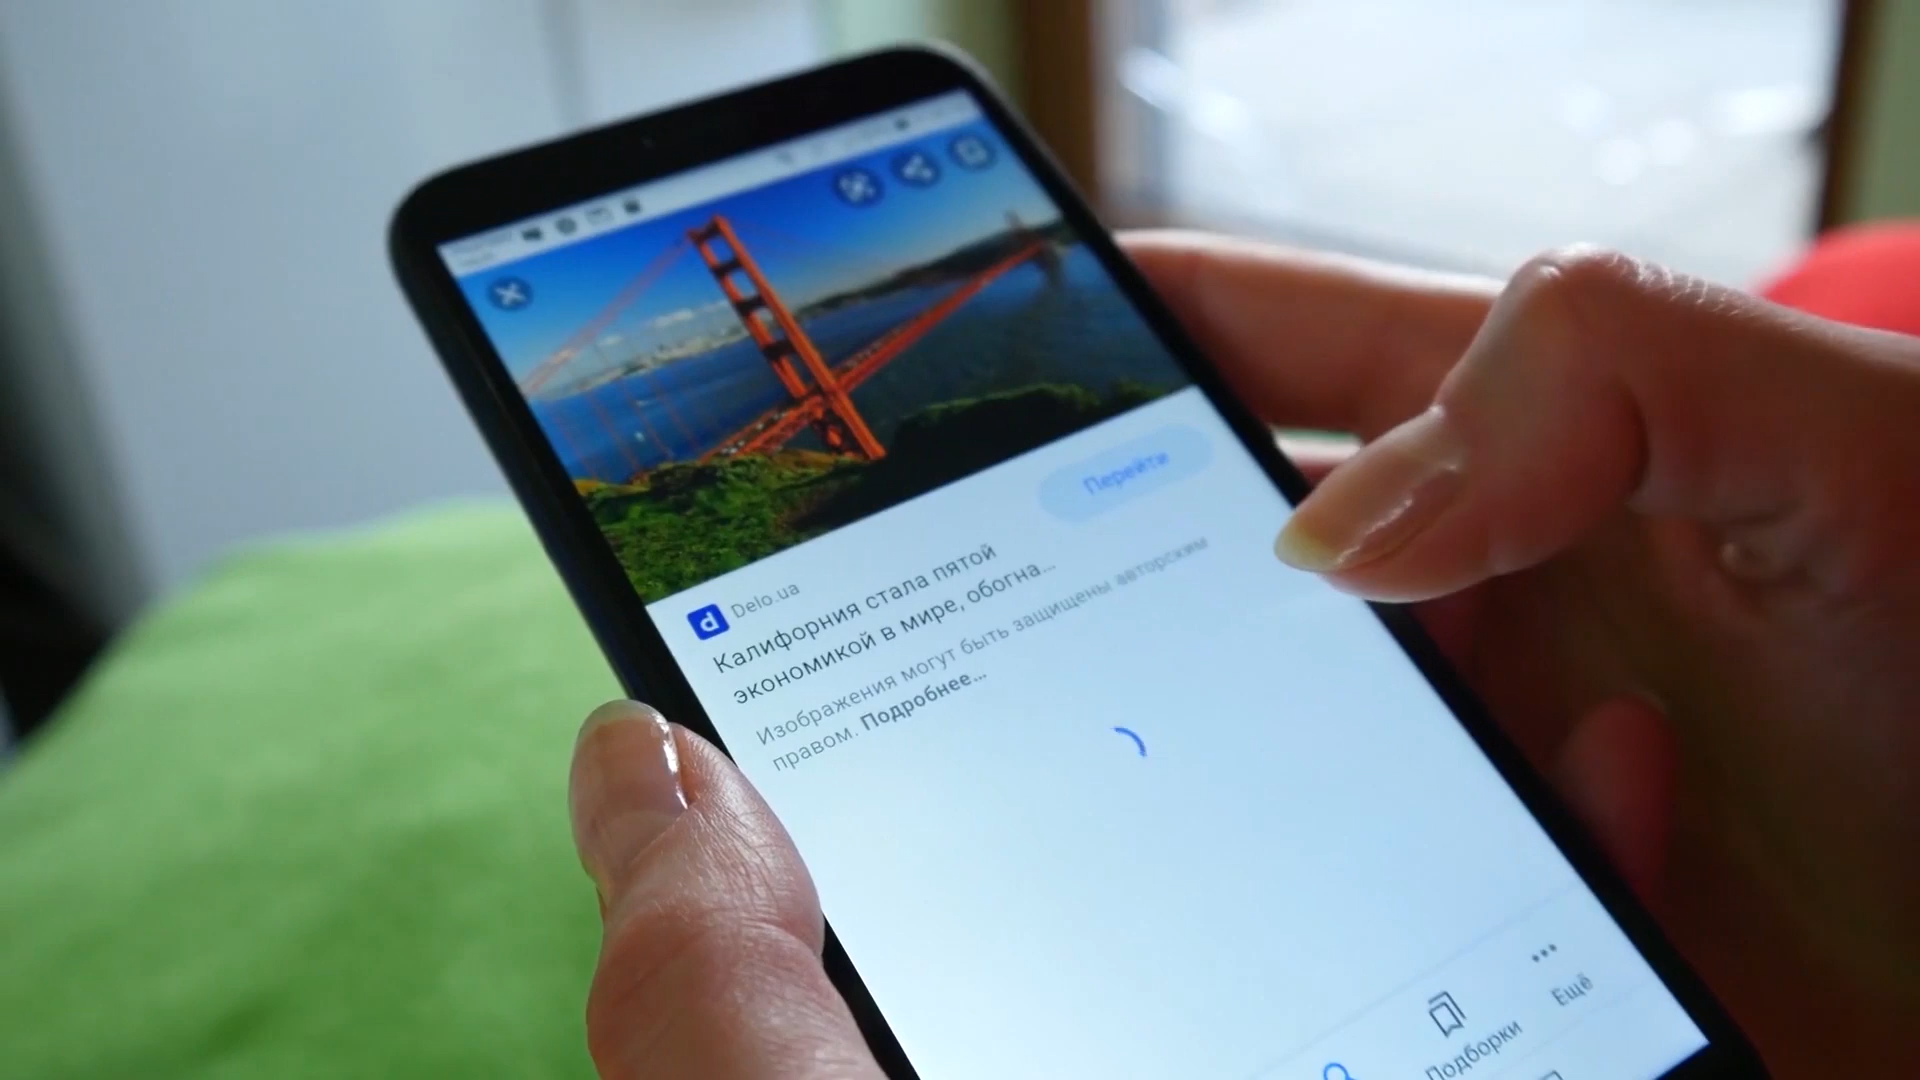 Перейти
d Delo.ua
Калифорния стала пятой
экономикой в мире, обогна...
Изображения могут быть защищены авторским
правом. Подробнее...
Ещё
Подборки